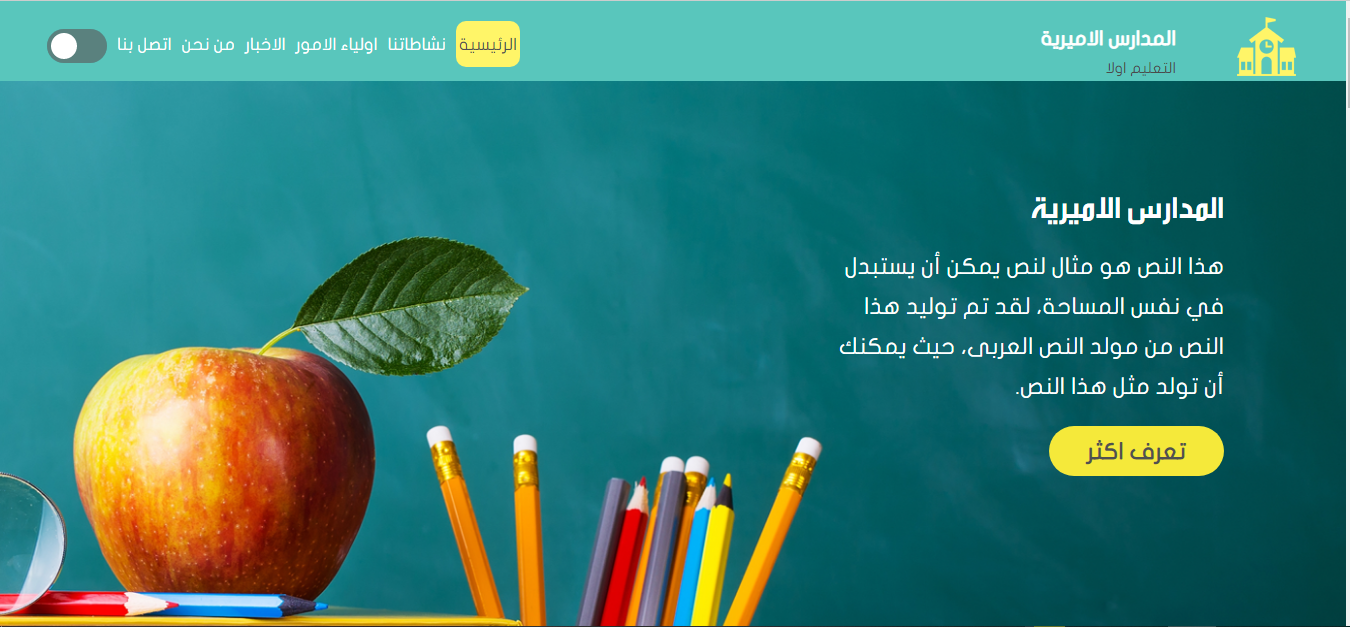 المدارس الاميرية
التعليم اولا
الرئيسية نشاطاتنا اولياء الامور الاخبار من نحن اتصل بنا
المدارس الاميرية
هذا النص هو مثال لنص يمكن أن يستبدل
في نفس المساحة، لقد تم توليد هذا
النص من مولد النص العربى، حيث يمكنك
أن تولد مثل هذا النص.
تعرف اكثر